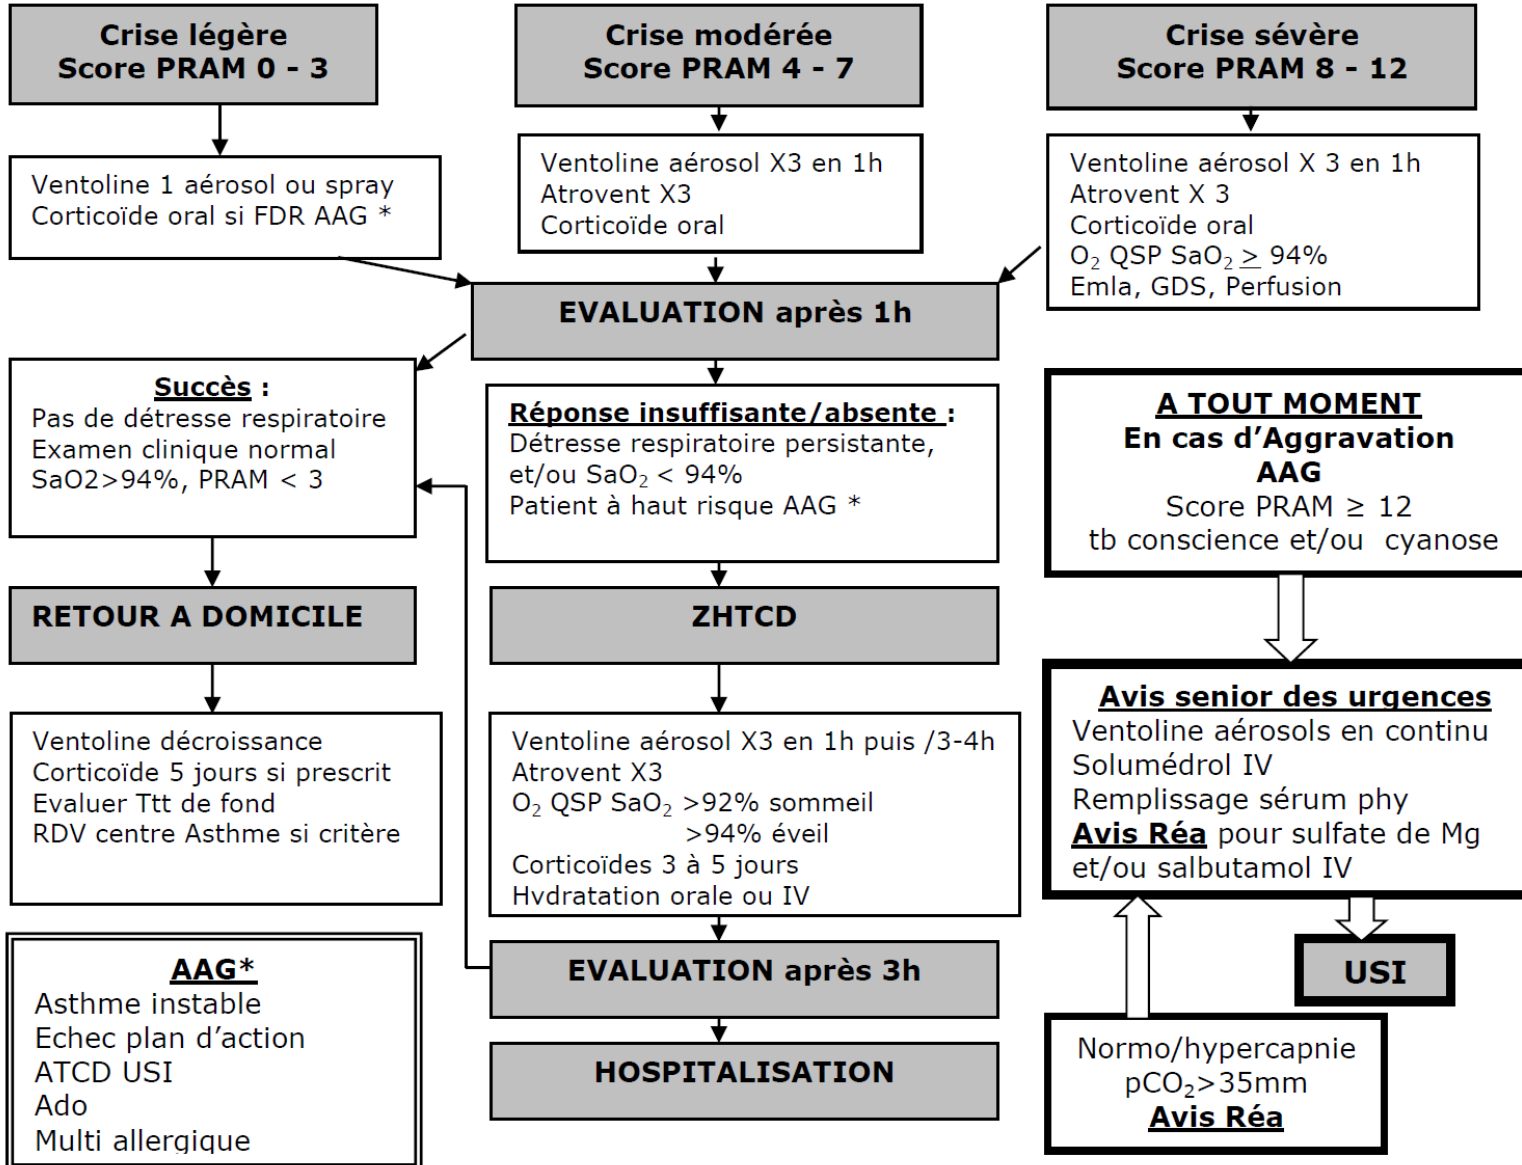 Crise légère
Score PRAM 0 - 3
Crise modérée
Score PRAM 4 - 7
Crise sévère
Score PRAM 8 - 12
Ventoline 1 aérosol ou spray
Corticoïde oral si FDR AAG *
Ventoline aérosol X3 en 1h
Atrovent X3
Corticoïde oral
Ventoline aérosol X 3 en 1h
Atrovent X 3
Corticoïde oral
O₂ QSP SaO₂ ≥ 94%
Emla, GDS, Perfusion
EVALUATION après 1h
Succès :
Pas de détresse respiratoire
Examen clinique normal
SaO2>94%, PRAM < 3
Réponse insuffisante/absente :
Détresse respiratoire persistante,
et/ou SaO₂ < 94%
Patient à haut risque AAG *
A TOUT MOMENT
En cas d'Aggravation
AAG
Score PRAM ≥ 12
tb conscience et/ou cyanose
RETOUR A DOMICILE
ZHTCD
Ventoline décroissance
Corticoïde 5 jours si prescrit
Evaluer Ttt de fond
RDV centre Asthme si critère
Ventoline aérosol X3 en 1h puis /3-4h
Atrovent X3
O₂ QSP SaO₂ >92% sommeil
>94% éveil
Corticoïdes 3 à 5 jours
Hydratation orale ou IV
Avis senior des urgences
Ventoline aérosols en continu
Solumédrol IV
Remplissage sérum phy
Avis Réa pour sulfate de Mg
et/ou salbutamol IV
AAG*
Asthme instable
Echec plan d'action
ATCD USI
Ado
Multi allergique
EVALUATION après 3h
HOSPITALISATION
USI
Normo/hypercapnie
pCO₂>35mm
Avis Réa